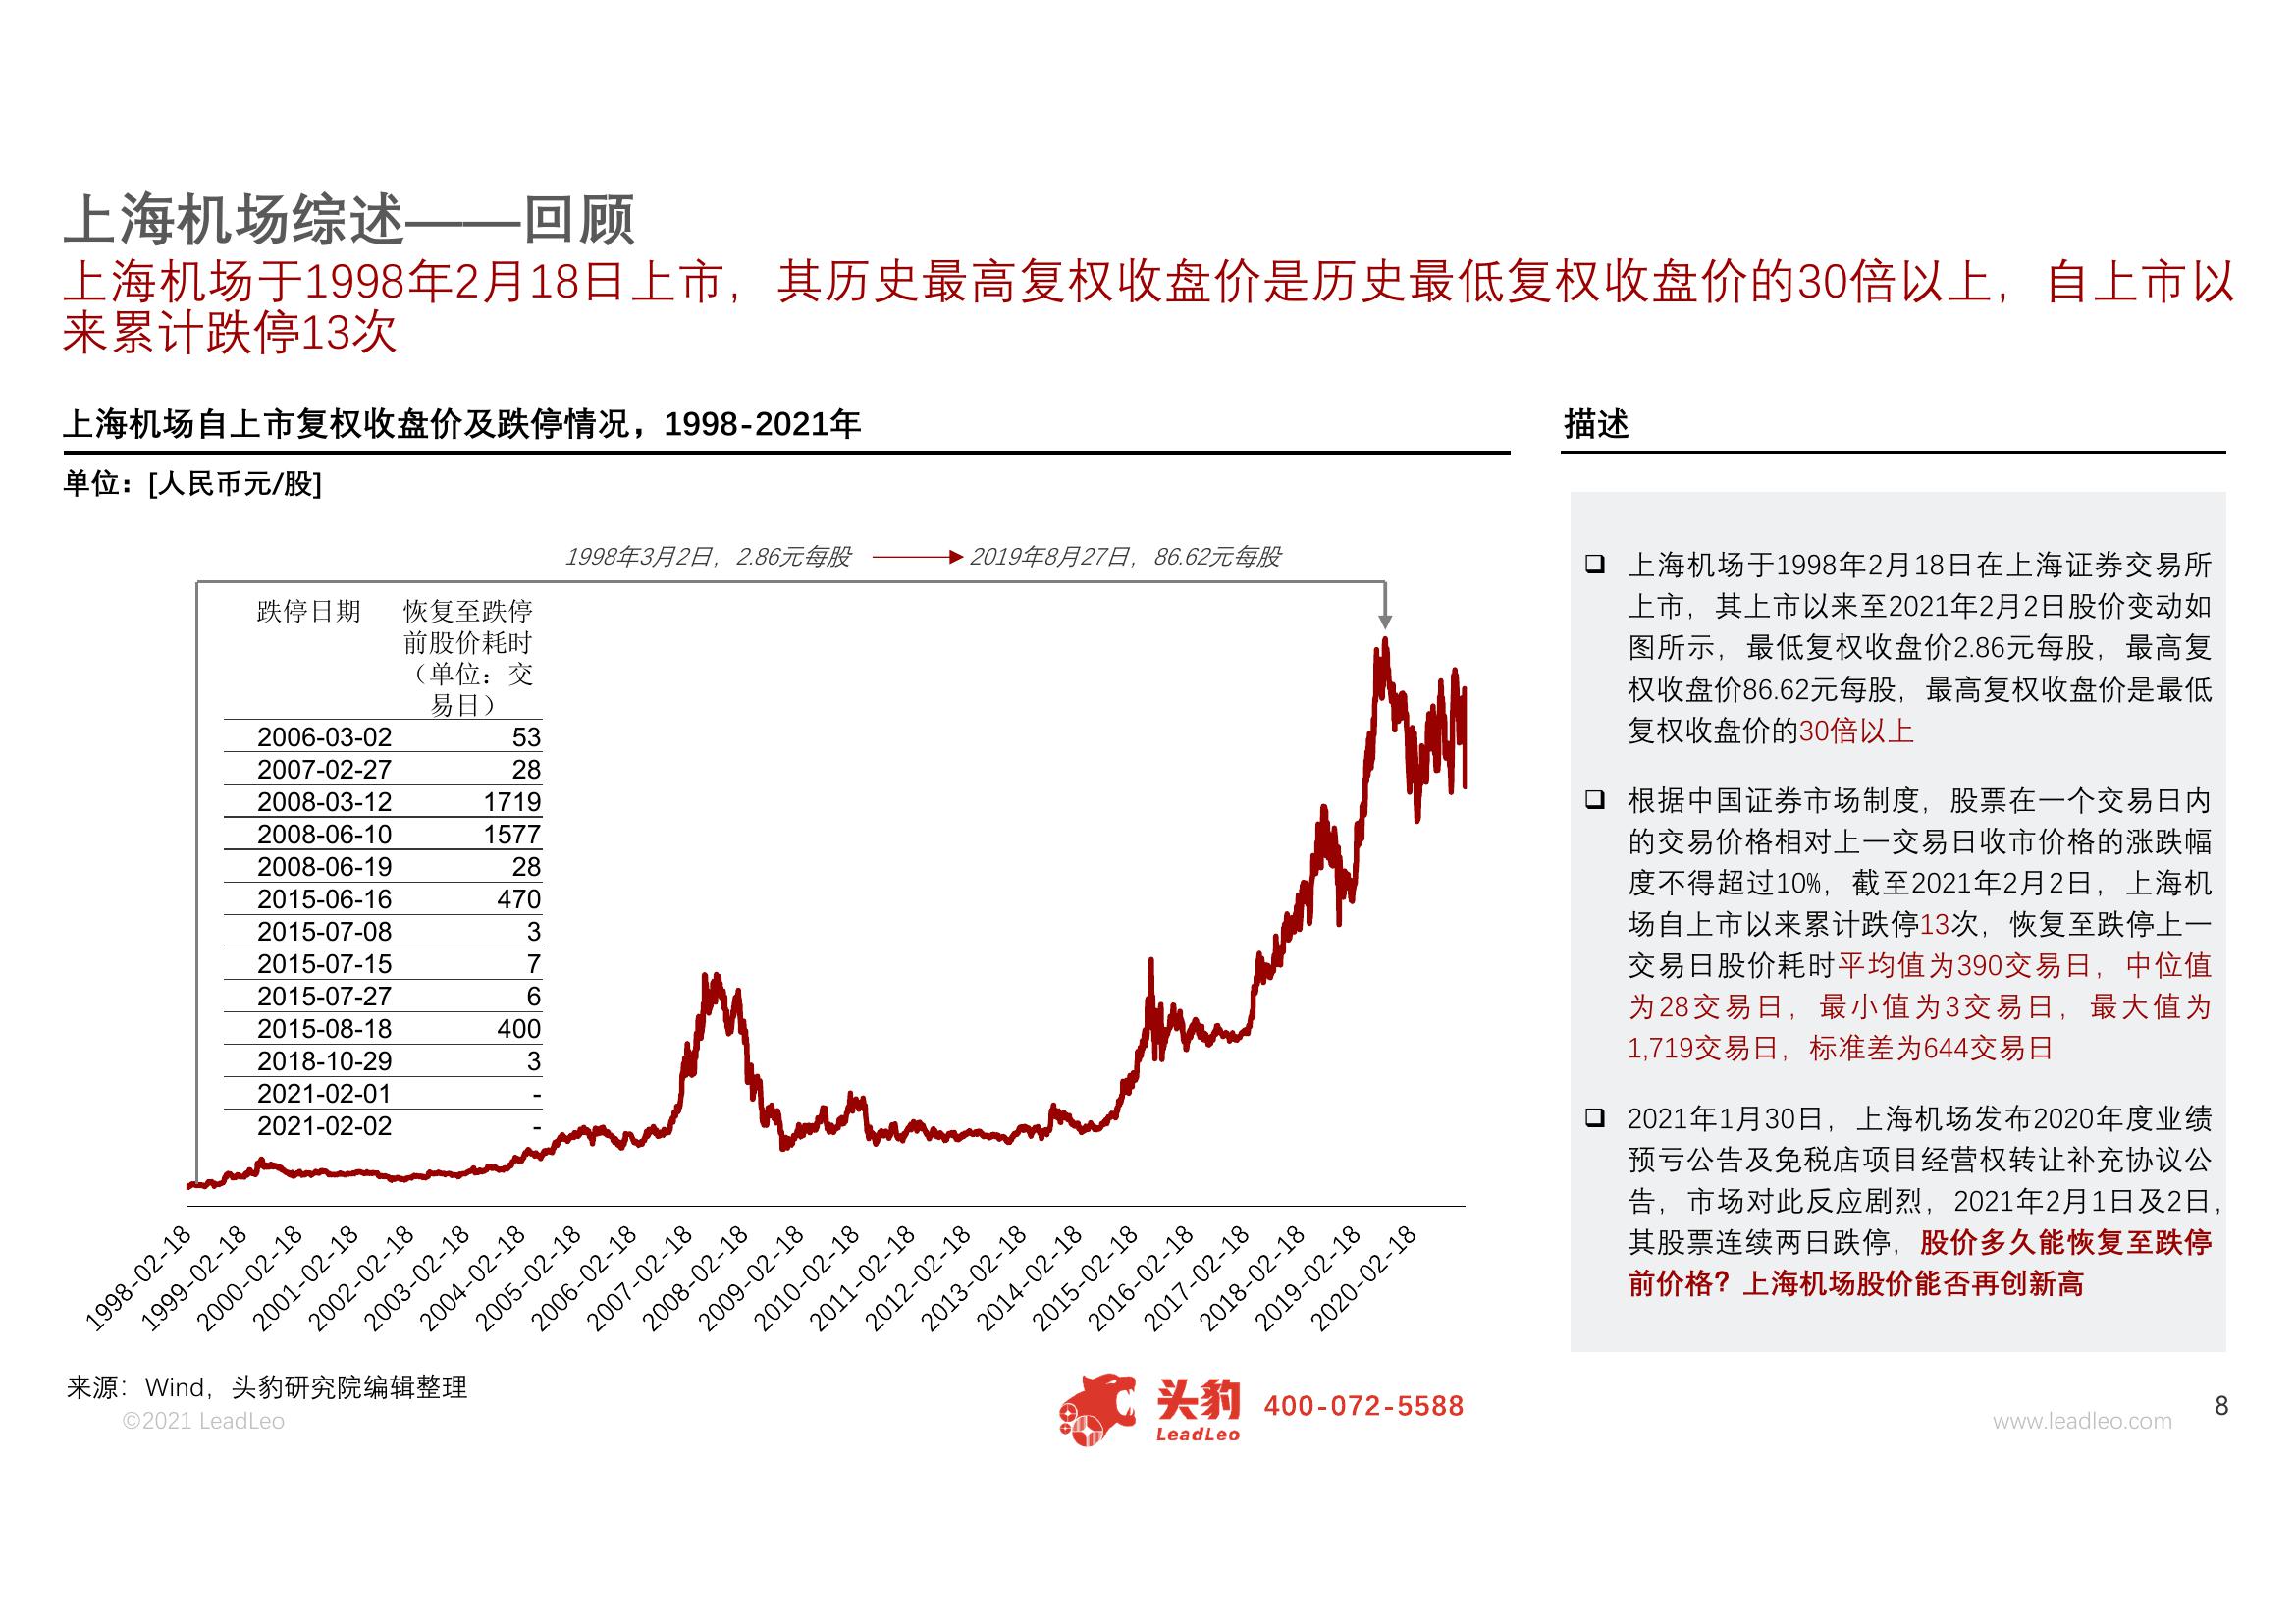 上海机场综述——回顾
上海机场于1998年2月18日上市，其历史最高复权收盘价是历史最低复权收盘价的30倍以上，自上市以
来累计跌停13次
上海机场自上市复权收盘价及跌停情况，1998-2021年
单位：[人民币元/股]
1998年3月2日，2.86元每股
2019年8月27日，86.62元每股
跌停日期 恢复至跌停
前股价耗时
（单位：交
易日）
2006-03-02 53
2007-02-27 28
2008-03-12 1719
2008-06-10 1577
2008-06-19 28
2015-06-16 470
2015-07-08 3
2015-07-15 7
2015-07-27 6
2015-08-18 400
2018-10-29 3
2021-02-01 -
2021-02-02 -
1998-02-18
1999-02-18
2000-02-18
2001-02-18
2002-02-18
2003-02-18
2004-02-18
2005-02-18
2006-02-18
2007-02-18
2008-02-18
2009-02-18
2010-02-18
2011-02-18
2012-02-18
2013-02-18
2014-02-18
2015-02-18
2016-02-18
2017-02-18
2018-02-18
2019-02-18
2020-02-18
描述
❑ 上海机场于1998年2月18日在上海证券交易所
上市，其上市以来至2021年2月2日股价变动如
图所示，最低复权收盘价2.86元每股，最高复
权收盘价86.62元每股，最高复权收盘价是最低
复权收盘价的30倍以上
❑ 根据中国证券市场制度，股票在一个交易日内
的交易价格相对上一交易日收市价格的涨跌幅
度不得超过10%，截至2021年2月2日，上海机
场自上市以来累计跌停13次，恢复至跌停上一
交易日股价耗时平均值为390交易日，中位值
为28交易日，最小值为3交易日，最大值为
1,719交易日，标准差为644交易日
❑ 2021年1月30日，上海机场发布2020年度业绩
预亏公告及免税店项目经营权转让补充协议公
告，市场对此反应剧烈，2021年2月1日及2日，
其股票连续两日跌停，股价多久能恢复至跌停
前价格？上海机场股价能否再创新高
来源：Wind，头豹研究院编辑整理
©2021 LeadLeo
头豹
LeadLeo
400-072-5588
www.leadleo.com
8